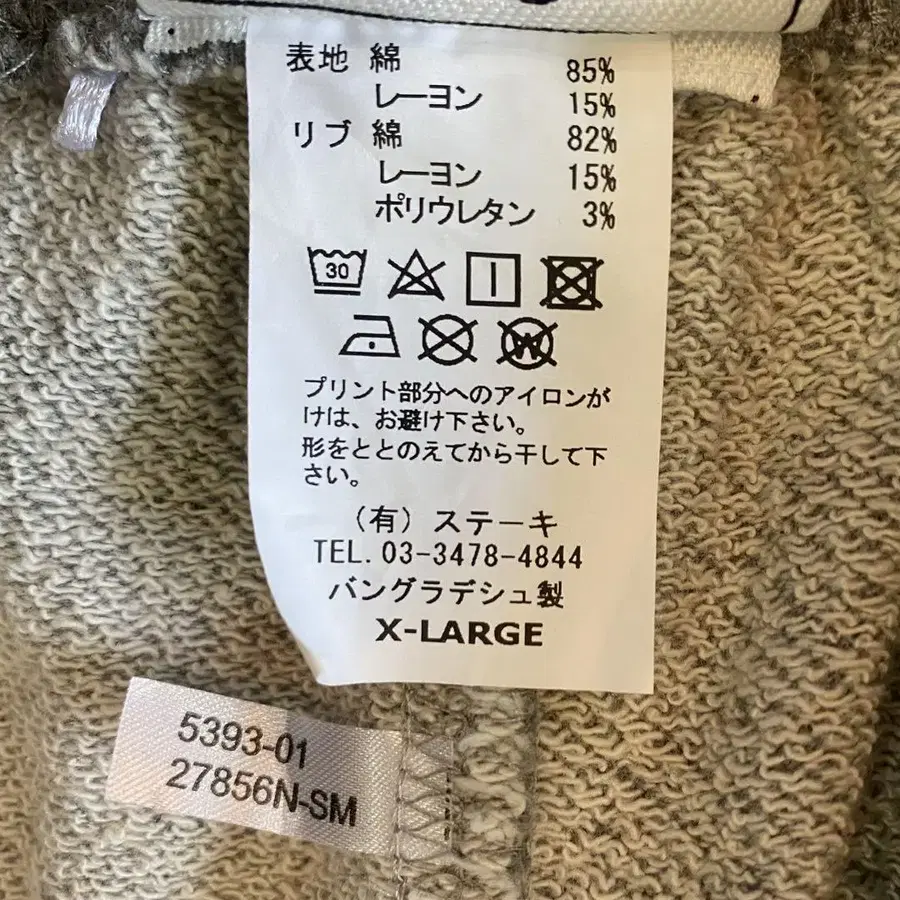 表地 綿 85%
レーヨン 15%
リブ 綿 82%
レーヨン 15%
ポリウレタン 3%
30
W
プリント部分へのアイロンが
けは、お避け下さい。
形をととのえてから干して下
さい。
（有）ステーキ
TEL. 03-3478-4844
バングラデシュ製
X-LARGE
5393-01
27856N-SM